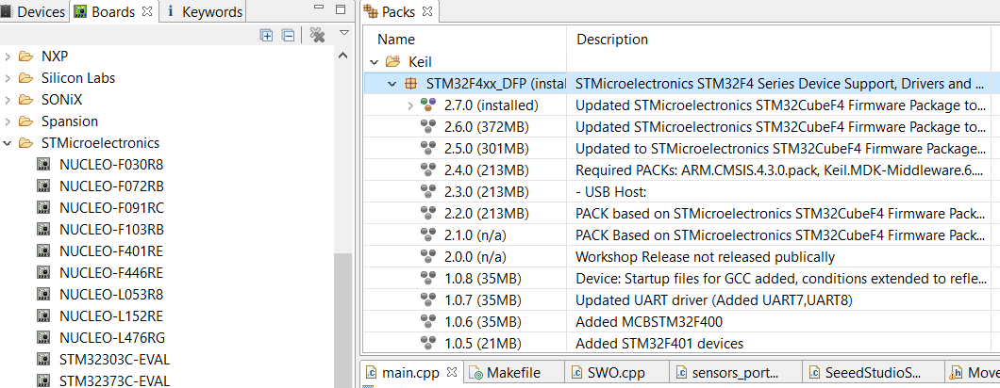 Devices Boards Keywords
NXP
Silicon Labs
SONiX
Spansion
STMicroelectronics
NUCLEO-F030R8
NUCLEO-F072RB
NUCLEO-F091RC
NUCLEO-F103RB
NUCLEO-F401RE
NUCLEO-F446RE
NUCLEO-L053R8
NUCLEO-L152RE
NUCLEO-L476RG
STM32303C-EVAL
STM32373C-EVAL
Packs
Name Description
Keil
STM32F4xx_DFP (instal STMicroelectronics STM32F4 Series Device Support, Drivers and ...
2.7.0 (installed) Updated STMicroelectronics STM32CubeF4 Firmware Package to...
2.6.0 (372MB) Updated STMicroelectronics STM32CubeF4 Firmware Package to...
2.5.0 (301MB) Updated to STMicroelectronics STM32CubeF4 Firmware Package...
2.4.0 (213MB) Required PACKs: ARM.CMSIS.4.3.0.pack, Keil.MDK-Middleware.6....
2.3.0 (213MB) - USB Host:
2.2.0 (213MB) PACK based on STMicroelectronics STM32CubeF4 Firmware Pack...
2.1.0 (n/a) PACK Based on STMicroelectronics STM32CubeF4 Firmware Pack...
2.0.0 (n/a) Workshop Release not released publically
1.0.8 (35MB) Device: Startup files for GCC added, conditions extended to refle...
1.0.7 (35MB) Updated UART driver (Added UART7,UART8)
1.0.6 (35MB) Added MCBSTM32F400
1.0.5 (21MB) Added STM32F401 devices
main.cpp Makefile SWO.cpp sensors_port... SeeedStudioS... Mova